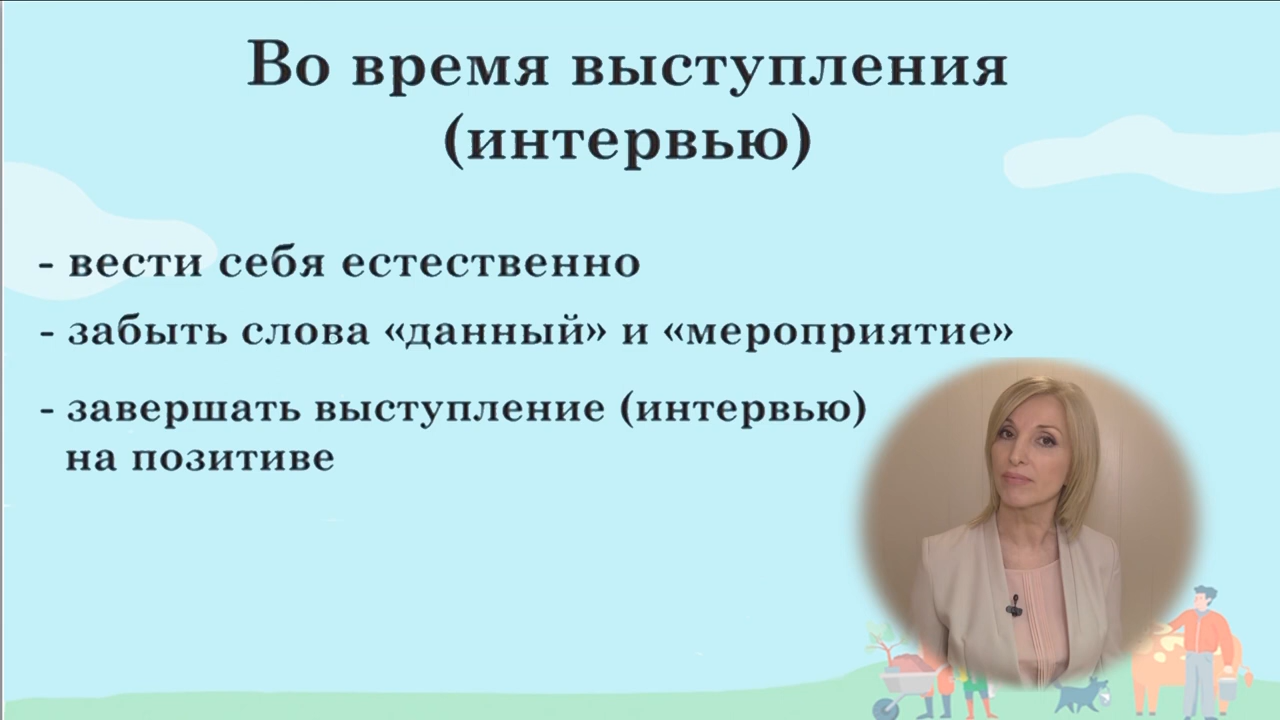 Во время выступления
(интервью)
- вести себя естественно
- забыть слова «данный» и «мероприятие»
- завершать выступление (интервью)
на позитиве